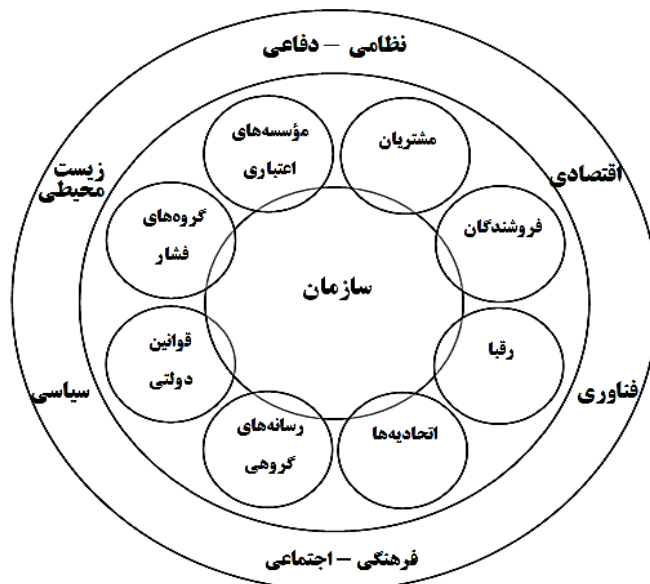 نظامی – دفاعی
مؤسسه‌های
اعتباری
مشتریان
زیست
محیطی
اقتصادی
گروه‌های
فشار
فروشندگان
سازمان
قوانین
دولتی
رقبا
سیاسی
فناوری
رسانه‌های
گروهی
اتحادیه‌ها
فرهنگی – اجتماعی